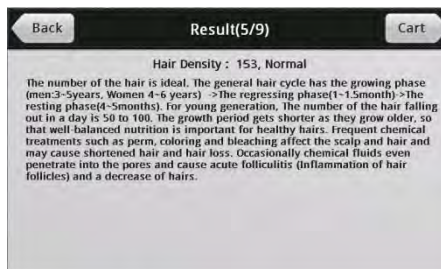 Back
Result(5/9)
Cart
Hair Density : 153, Normal
The number of the hair is ideal. The general hair cycle has the growing phase
(men:3~5years, Women 4~6 years) ->The regressing phase(1~1.5month)->The
resting phase(4~5months). For young generation, The number of the hair falling
out in a day is 50 to 100. The growth period gets shorter as they grow older, so
that well-balanced nutrition is important for healthy hairs. Frequent chemical
treatments such as perm, coloring and bleaching affect the scalp and hair and
may cause shortened hair and hair loss. Occasionally chemical fluids even
penetrate into the pores and cause acute folliculitis (Inflammation of hair
follicles) and a decrease of hairs.